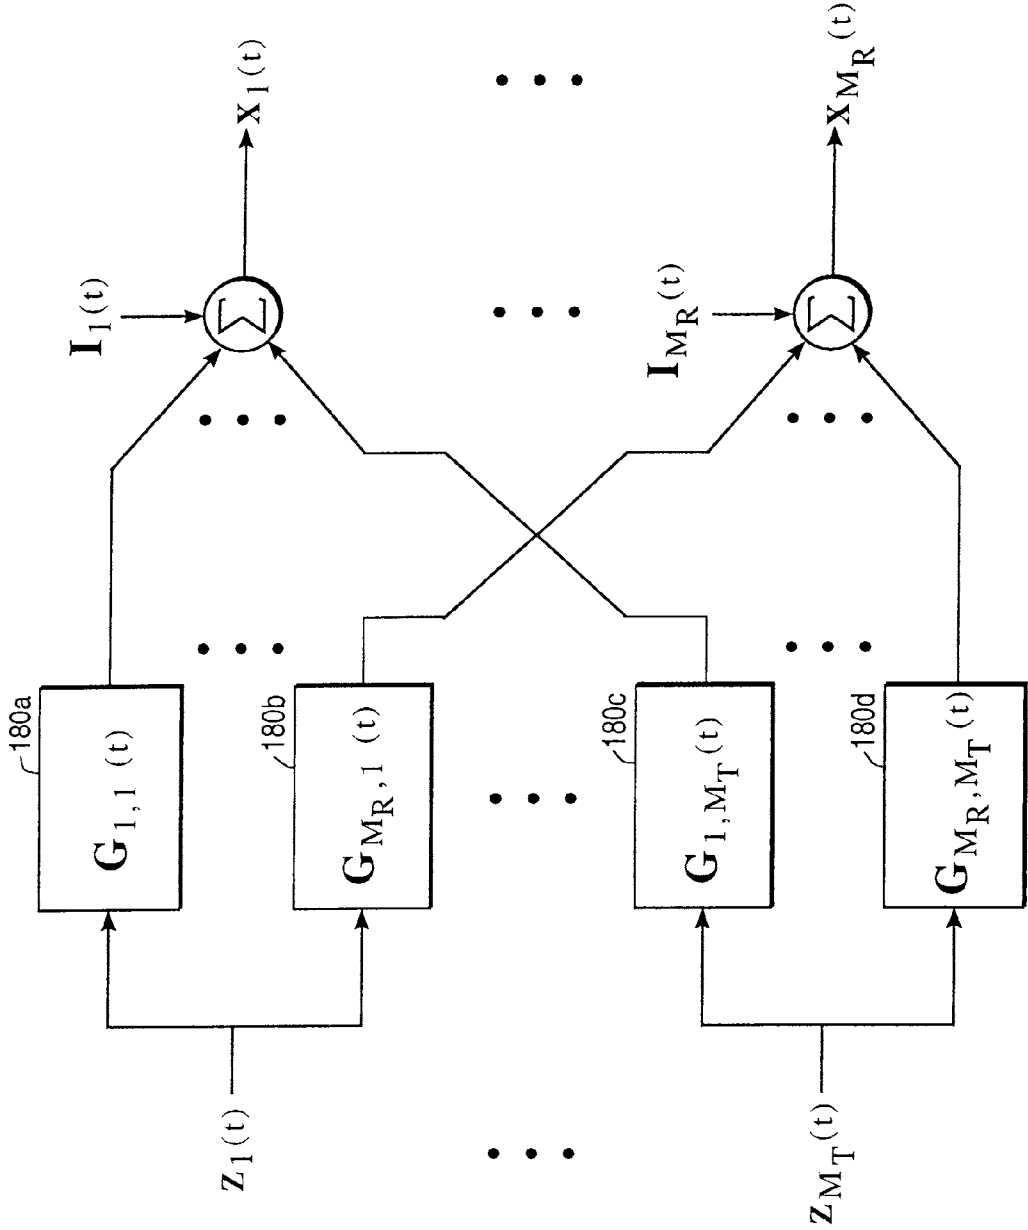 180a
G1,1 (t)
180b
GMR,1 (t)
180c
G1,MT (t)
180d
GMR,MT (t)
z1(t)
zMT(t)
I1(t)
IMR(t)
Σ
Σ
x1(t)
xMR(t)